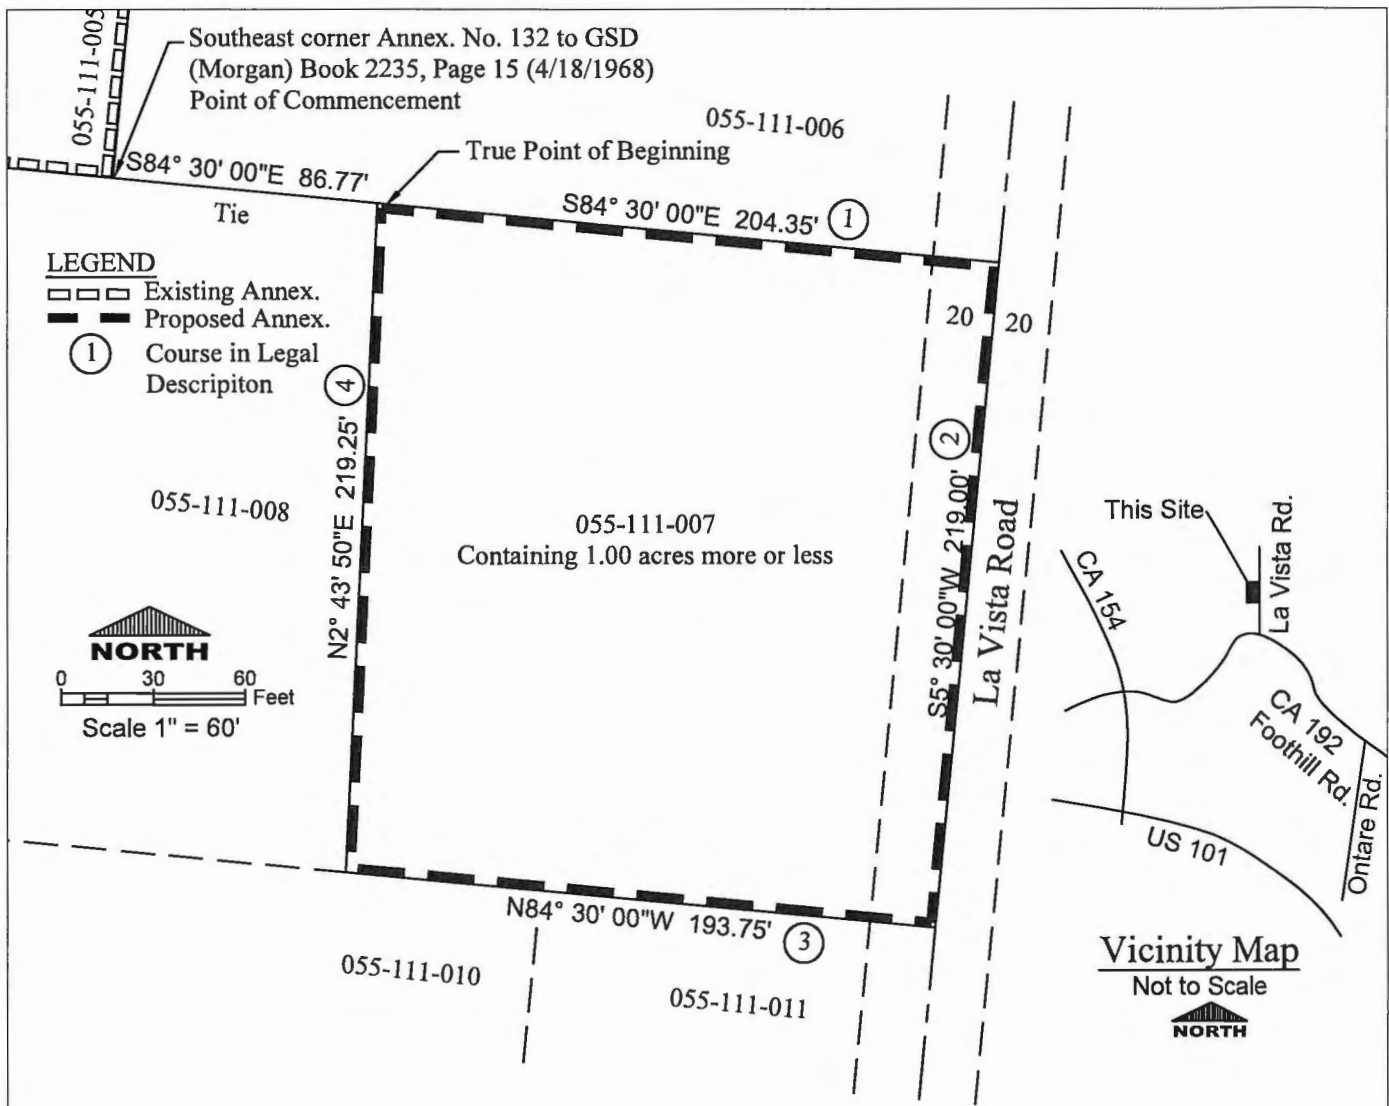 055-111-005
Southeast corner Annex. No. 132 to GSD
(Morgan) Book 2235, Page 15 (4/18/1968)
Point of Commencement
055-111-006
True Point of Beginning
S84° 30' 00"E 86.77'
Tie
S84° 30' 00"E 204.35' 1
LEGEND
Existing Annex.
Proposed Annex.
1 Course in Legal
Descripiton
20 20
4
N2° 43' 50"E 219.25'
2
S5° 30' 00"W 219.00'
La Vista Road
055-111-008
055-111-007
Containing 1.00 acres more or less
NORTH
0 30 60
Feet
Scale 1" = 60'
N84° 30' 00"W 193.75' 3
055-111-010
055-111-011
This Site
La Vista Rd.
CA 154
CA 192
Foothill Rd.
US 101
Ontare Rd.
Vicinity Map
Not to Scale
NORTH